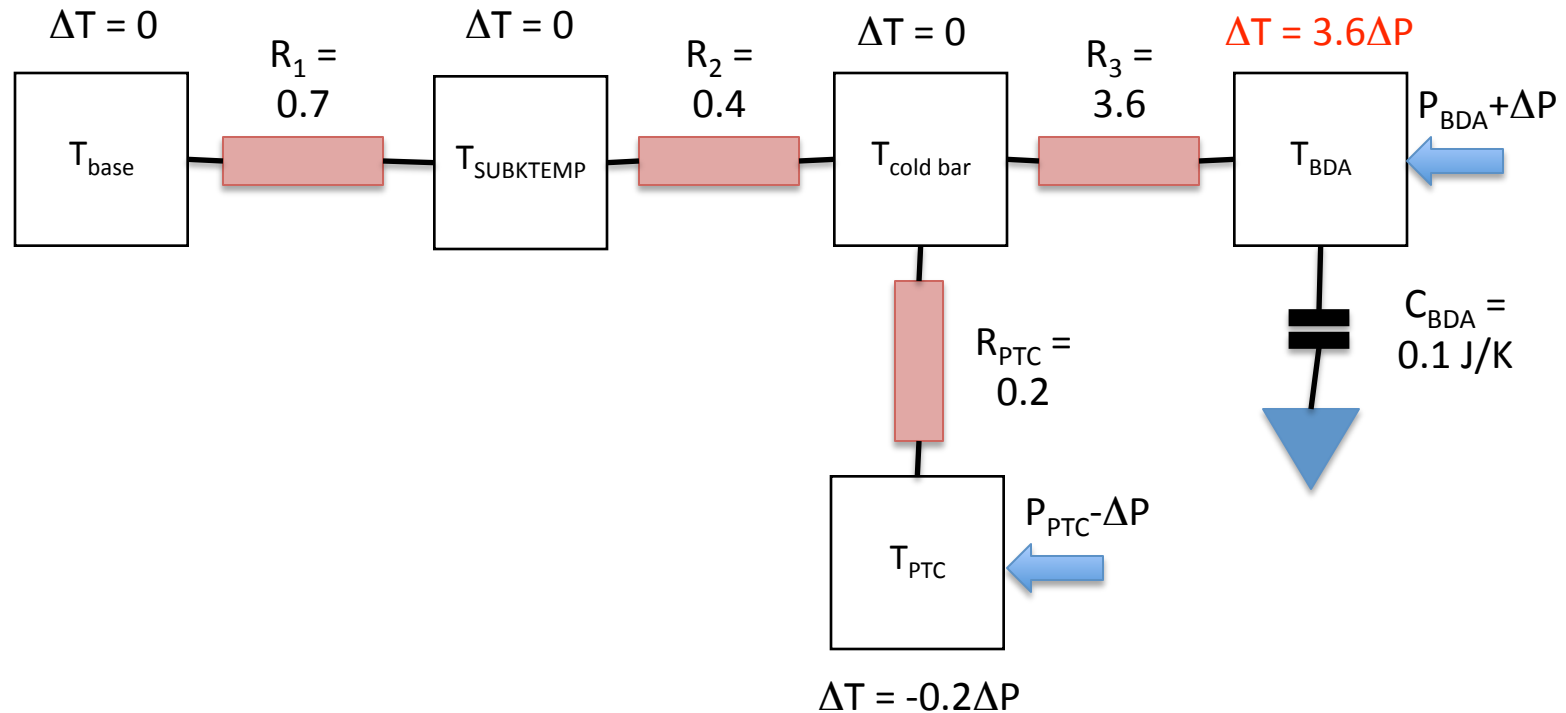 ΔT = 0
ΔT = 0
ΔT = 0
ΔT = 3.6ΔP
R1 =
0.7
R2 =
0.4
R3 =
3.6
PBDA+ΔP
Tbase
TSUBKTEMP
Tcold bar
TBDA
RPTC =
0.2
CBDA =
0.1 J/K
PPTC-ΔP
TPTC
ΔT = -0.2ΔP